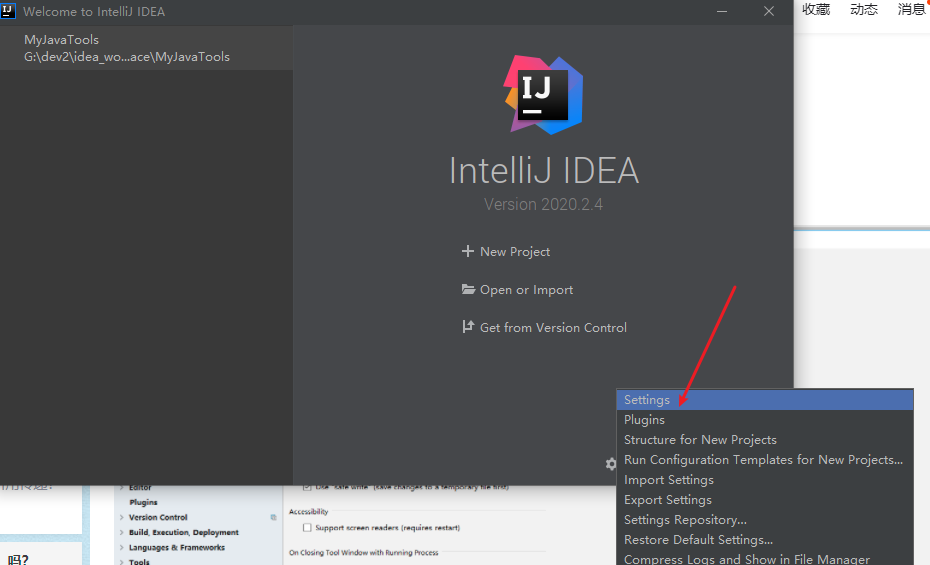 IJ
Welcome to IntelliJ IDEA
收藏 动态 消息
MyJavaTools
G:\dev2\idea_wo...ace\MyJavaTools
IJ
IntelliJ IDEA
Version 2020.2.4
New Project
Open or Import
Get from Version Control
Settings
Plugins
Structure for New Projects
Run Configuration Templates for New Projects...
Import Settings
Export Settings
Settings Repository...
Restore Default Settings...
Compress Logs and Show in File Manager
Editor
Plugins
Version Control
Build, Execution, Deployment
Languages & Frameworks
Tools
Use "safe write" (save changes to a temporary file first)
Accessibility
Support screen readers (requires restart)
On Closing Tool Window with Running Process
吗?